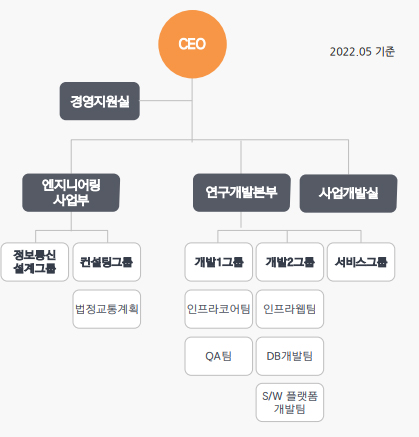 CEO
2022.05 기준
경영지원실
엔지니어링
사업부
연구개발본부
사업개발실
정보통신
설계그룹
컨설팅그룹
개발1그룹
개발2그룹
서비스그룹
법정교통계획
인프라코어팀
인프라웹팀
QA팀
DB개발팀
S/W 플랫폼
개발팀